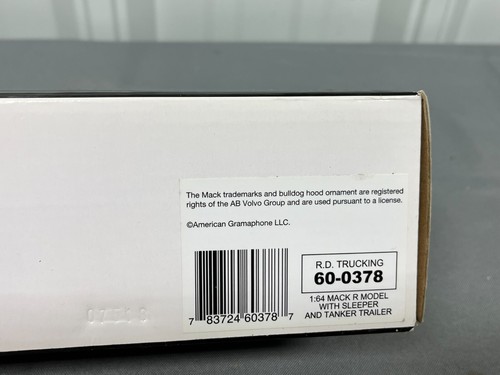 The Mack trademarks and bulldog hood ornament are registered
rights of the AB Volvo Group and are used pursuant to a license.
©American Gramaphone LLC.
7 83724 60378 7
R.D. TRUCKING
60-0378
1:64 MACK R MODEL
WITH SLEEPER
AND TANKER TRAILER